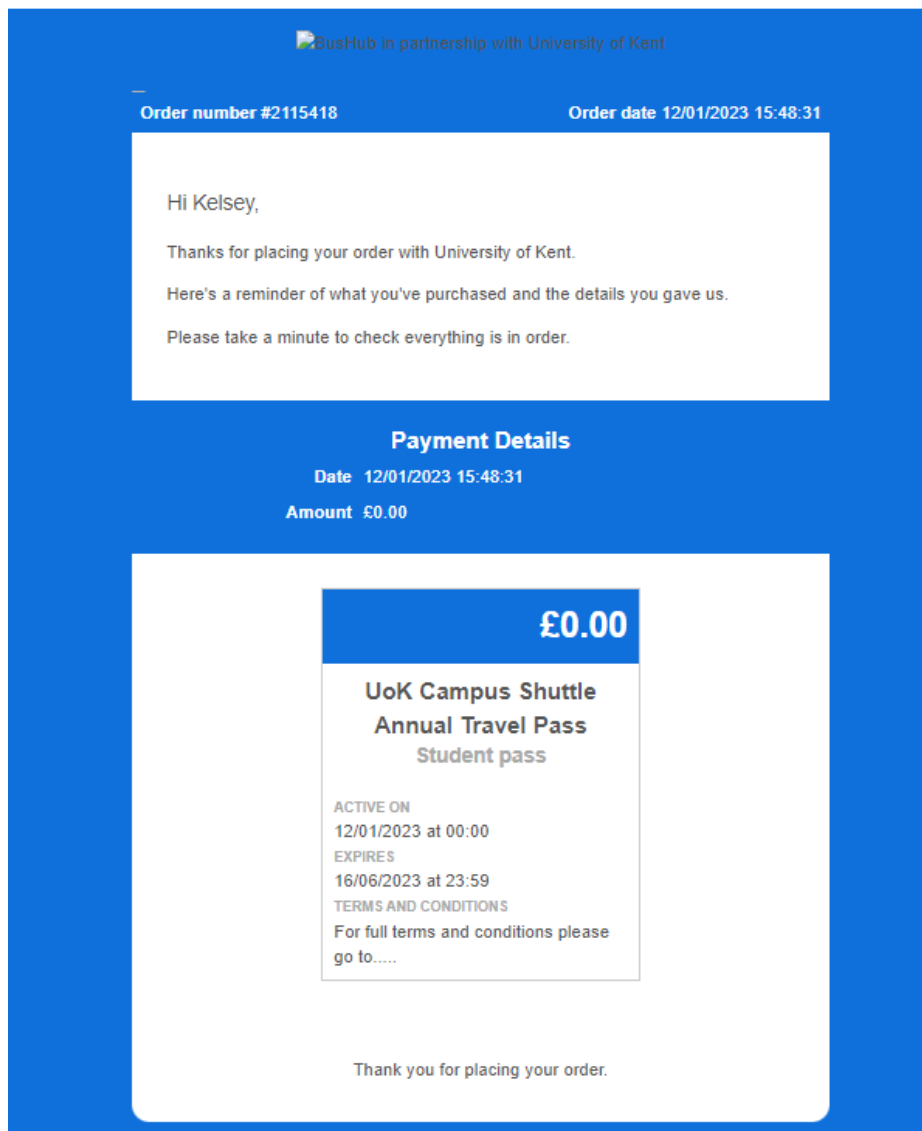 BusHub in partnership with University of Kent
Order number #2115418 Order date 12/01/2023 15:48:31
Hi Kelsey,
Thanks for placing your order with University of Kent.
Here's a reminder of what you've purchased and the details you gave us.
Please take a minute to check everything is in order.
Payment Details
Date 12/01/2023 15:48:31
Amount £0.00
£0.00
UoK Campus Shuttle
Annual Travel Pass
Student pass
ACTIVE ON
12/01/2023 at 00:00
EXPIRES
16/06/2023 at 23:59
TERMS AND CONDITIONS
For full terms and conditions please
go to.....
Thank you for placing your order.